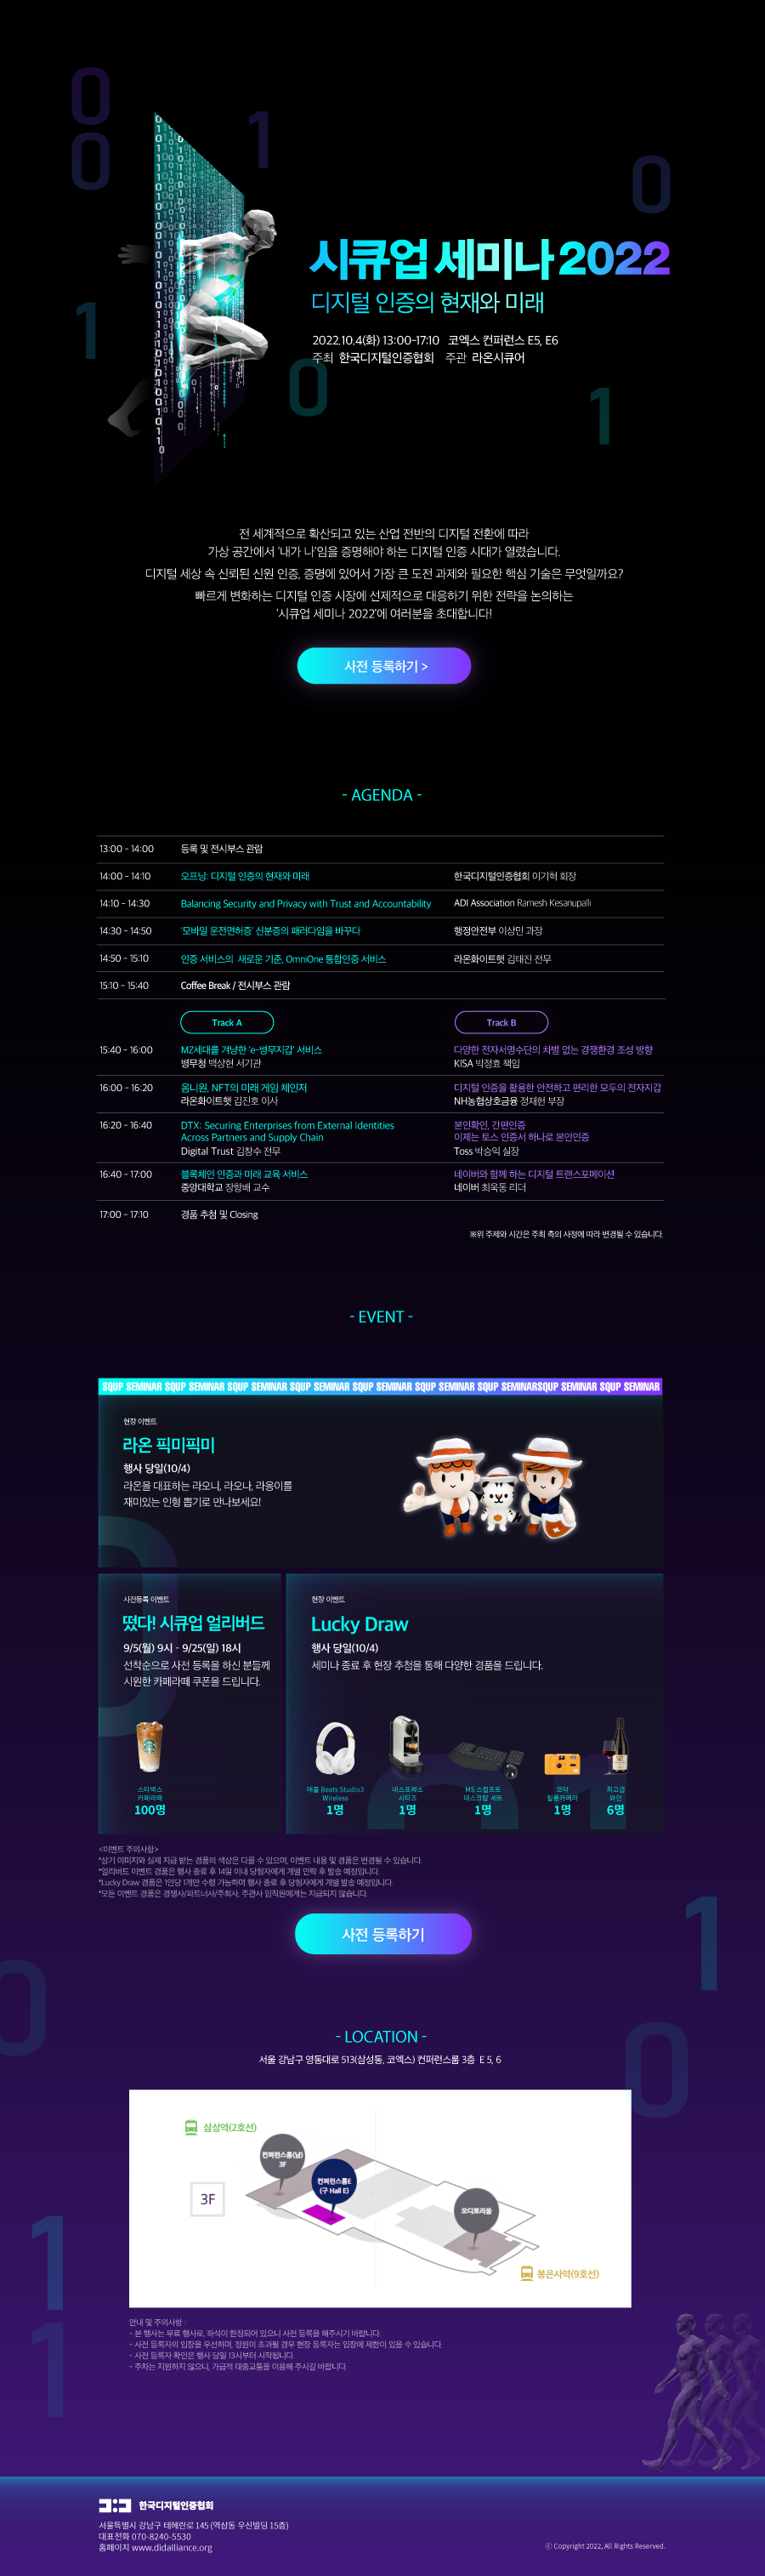 시큐업 세미나 2022
디지털 인증의 현재와 미래
2022.10.4(화) 13:00-17:10 코엑스 컨퍼런스 E5, E6
주최 한국디지털인증협회 주관 라온시큐어
전 세계적으로 확산되고 있는 산업 전반의 디지털 전환에 따라
가상 공간에서 '내가 나'임을 증명해야 하는 디지털 인증 시대가 열렸습니다.
디지털 세상 속 신뢰된 신원 인증, 증명에 있어서 가장 큰 도전 과제와 필요한 핵심 기술은 무엇일까요?
빠르게 변화하는 디지털 인증 시장에 선제적으로 대응하기 위한 전략을 논의하는
'시큐업 세미나 2022'에 여러분을 초대합니다!
사전 등록하기 >
- AGENDA -
13:00 - 14:00 등록 및 전시부스 관람
14:00 - 14:10 오프닝: 디지털 인증의 현재와 미래 한국디지털인증협회 이기혁 회장
14:10 - 14:30 Balancing Security and Privacy with Trust and Accountability ADI Association Ramesh Kesanupalli
14:30 - 14:50 '모바일 운전면허증' 신분증의 패러다임을 바꾸다 행정안전부 이상민 과장
14:50 - 15:10 인증 서비스의 새로운 기준, OmniOne 통합인증 서비스 라온화이트햇 김태진 전무
15:10 - 15:40 Coffee Break / 전시부스 관람
Track A Track B
15:40 - 16:00 MZ세대를 겨냥한 'e-병무지갑' 서비스 다양한 전자서명수단의 차별 없는 경쟁환경 조성 방향
병무청 백상현 서기관 KISA 박정효 책임
16:00 - 16:20 옴니원, NFT의 미래 게임 체인저 디지털 인증을 활용한 안전하고 편리한 모두의 전자지갑
라온화이트햇 김진호 이사 NH농협상호금융 정재헌 부장
16:20 - 16:40 DTX: Securing Enterprises from External Identities 본인확인, 간편인증
Across Partners and Supply Chain 이제는 토스 인증서 하나로 본인인증
Digital Trust 김창수 전무 Toss 박승익 실장
16:40 - 17:00 블록체인 인증과 미래 교육 서비스 네이버와 함께 하는 디지털 트랜스포메이션
중앙대학교 장항배 교수 네이버 최욱동 리더
17:00 - 17:10 경품 추첨 및 Closing
※위 주제와 시간은 주최 측의 사정에 따라 변경될 수 있습니다.
- EVENT -
SQUP SEMINAR SQUP SEMINAR SQUP SEMINAR SQUP SEMINAR SQUP SEMINAR SQUP SEMINAR SQUP SEMINARSQUP SEMINAR SQUP SEMINAR
현장 이벤트
라온 픽미픽미
행사 당일(10/4)
라온을 대표하는 라오니, 라오나, 라옹이를
재미있는 인형 뽑기로 만나보세요!
사전등록 이벤트
떴다! 시큐업 얼리버드
9/5(월) 9시 - 9/25(일) 18시
선착순으로 사전 등록을 하신 분들께
시원한 카페라떼 쿠폰을 드립니다.
스타벅스
카페라떼
100명
현장 이벤트
Lucky Draw
행사 당일(10/4)
세미나 종료 후 현장 추첨을 통해 다양한 경품을 드립니다.
애플 Beats Studio3
Wireless
1명
네스프레소
시티즈
1명
MS 스컬프트
데스크탑 세트
1명
코닥
필름카메라
1명
최고급
와인
6명
<이벤트 주의사항>
*상기 이미지와 실제 지급 받는 경품의 색상은 다를 수 있으며, 이벤트 내용 및 경품은 변경될 수 있습니다.
*얼리버드 이벤트 경품은 행사 종료 후 14일 이내 당첨자에게 개별 연락 후 발송 예정입니다.
*Lucky Draw 경품은 1인당 1개만 수령 가능하며 행사 종료 후 당첨자에게 개별 발송 예정입니다.
*모든 이벤트 경품은 경쟁사/파트너사/주최사, 주관사 임직원에게는 지급되지 않습니다.
사전 등록하기
- LOCATION -
서울 강남구 영동대로 513(삼성동, 코엑스) 컨퍼런스룸 3층 E 5, 6
삼성역(2호선)
컨퍼런스룸(남)
3F
컨퍼런스룸E
(구 Hall E)
3F
오디토리움
봉은사역(9호선)
안내 및 주의사항 :
- 본 행사는 무료 행사로, 좌석이 한정되어 있으니 사전 등록을 해주시기 바랍니다.
- 사전 등록자의 입장을 우선하며, 정원이 초과될 경우 현장 등록자는 입장에 제한이 있을 수 있습니다.
- 사전 등록자 확인은 행사 당일 13시부터 시작됩니다.
- 주차는 지원하지 않으니, 가급적 대중교통을 이용해 주시길 바랍니다.
한국디지털인증협회
서울특별시 강남구 테헤란로 145 (역삼동 우신빌딩 15층)
대표전화 070-8240-5530
홈페이지 www.didalliance.org
ⓒ Copyright 2022, All Rights Reserved.